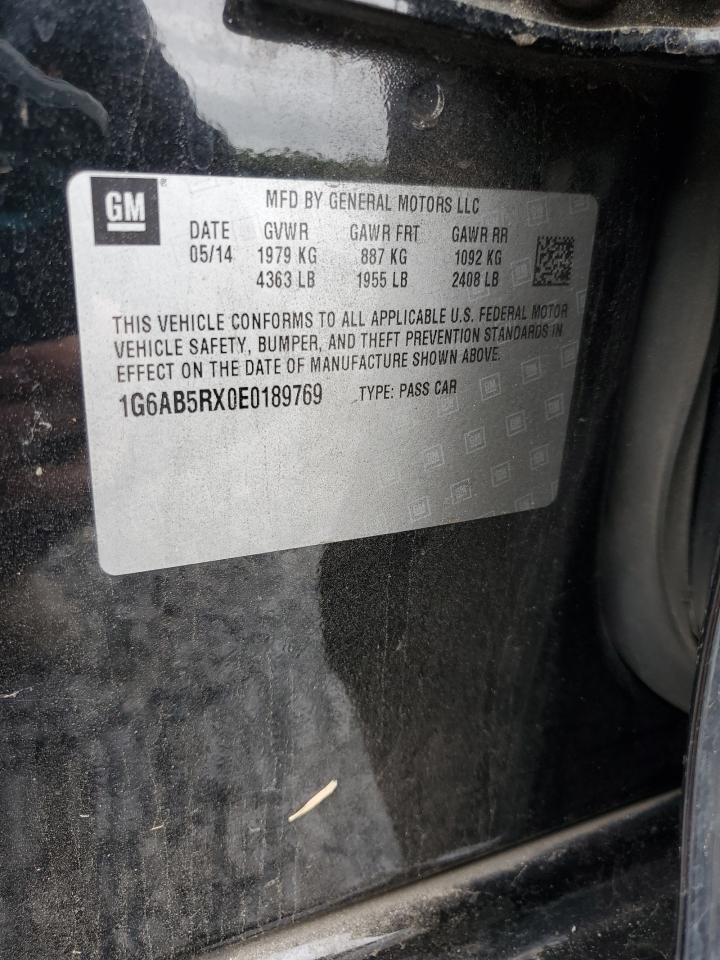 GM
®
MFD BY GENERAL MOTORS LLC
DATE GVWR GAWR FRT GAWR RR
05/14 1979 KG 887 KG 1092 KG
4363 LB 1955 LB 2408 LB
THIS VEHICLE CONFORMS TO ALL APPLICABLE U.S. FEDERAL MOTOR
VEHICLE SAFETY, BUMPER, AND THEFT PREVENTION STANDARDS IN
EFFECT ON THE DATE OF MANUFACTURE SHOWN ABOVE.
1G6AB5RX0E0189769 TYPE: PASS CAR